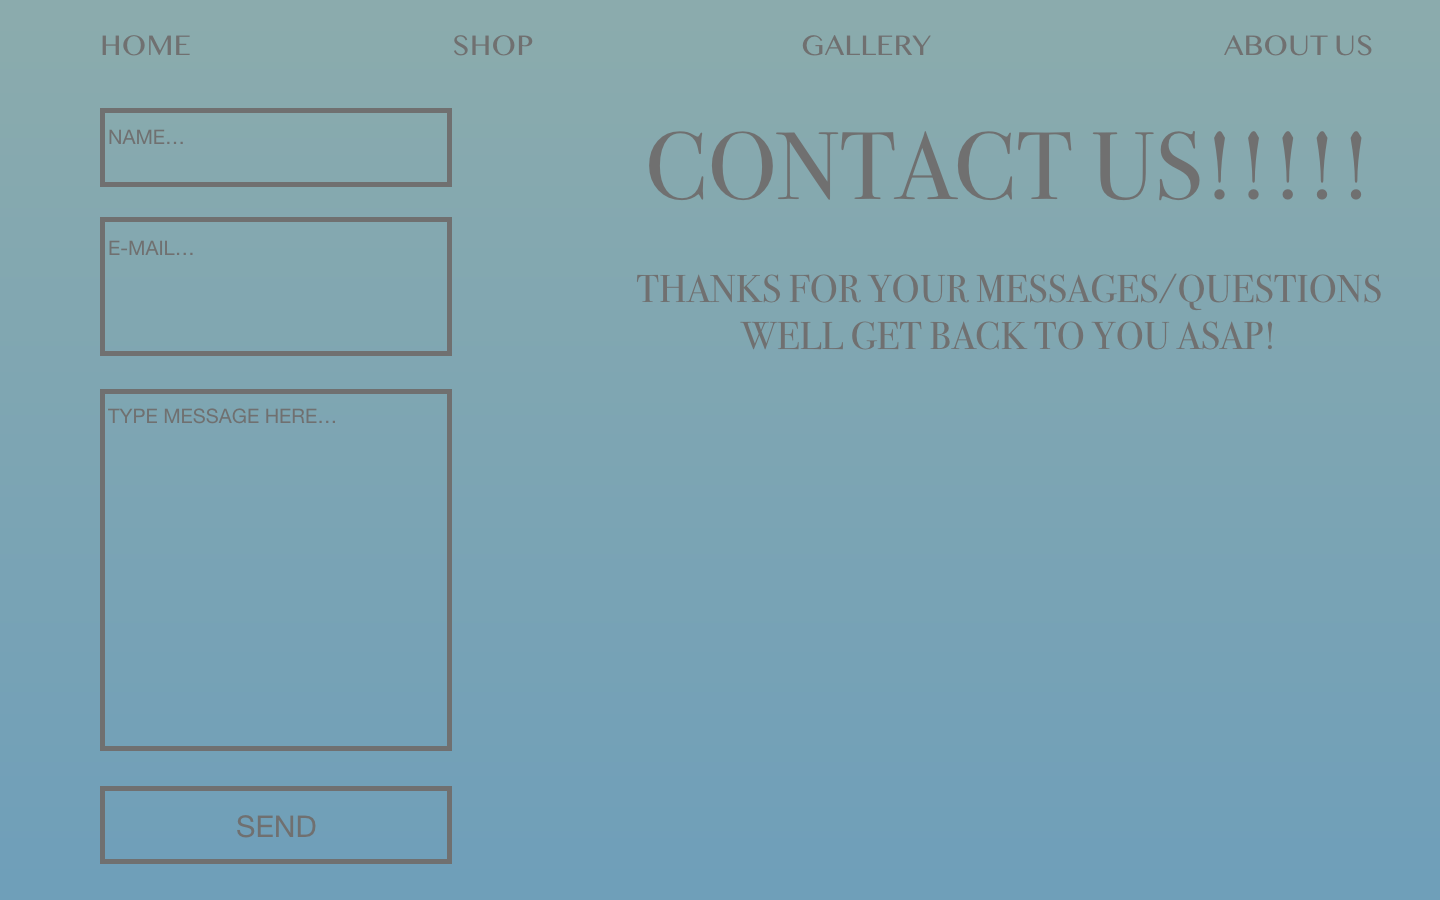 HOME SHOP GALLERY ABOUT US
NAME...
E-MAIL...
TYPE MESSAGE HERE...
SEND
CONTACT US!!!!!
THANKS FOR YOUR MESSAGES/QUESTIONS
WELL GET BACK TO YOU ASAP!